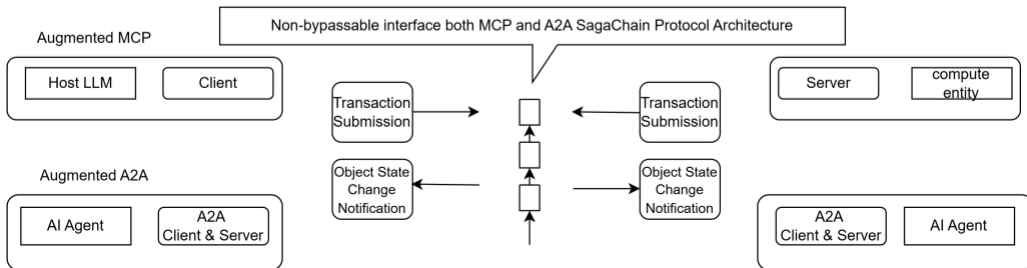 Non-bypassable interface both MCP and A2A SagaChain Protocol Architecture
Augmented MCP
Host LLM
Client
Transaction
Submission
Transaction
Submission
Server
compute
entity
Augmented A2A
AI Agent
A2A
Client & Server
Object State
Change
Notification
Object State
Change
Notification
A2A
Client & Server
AI Agent